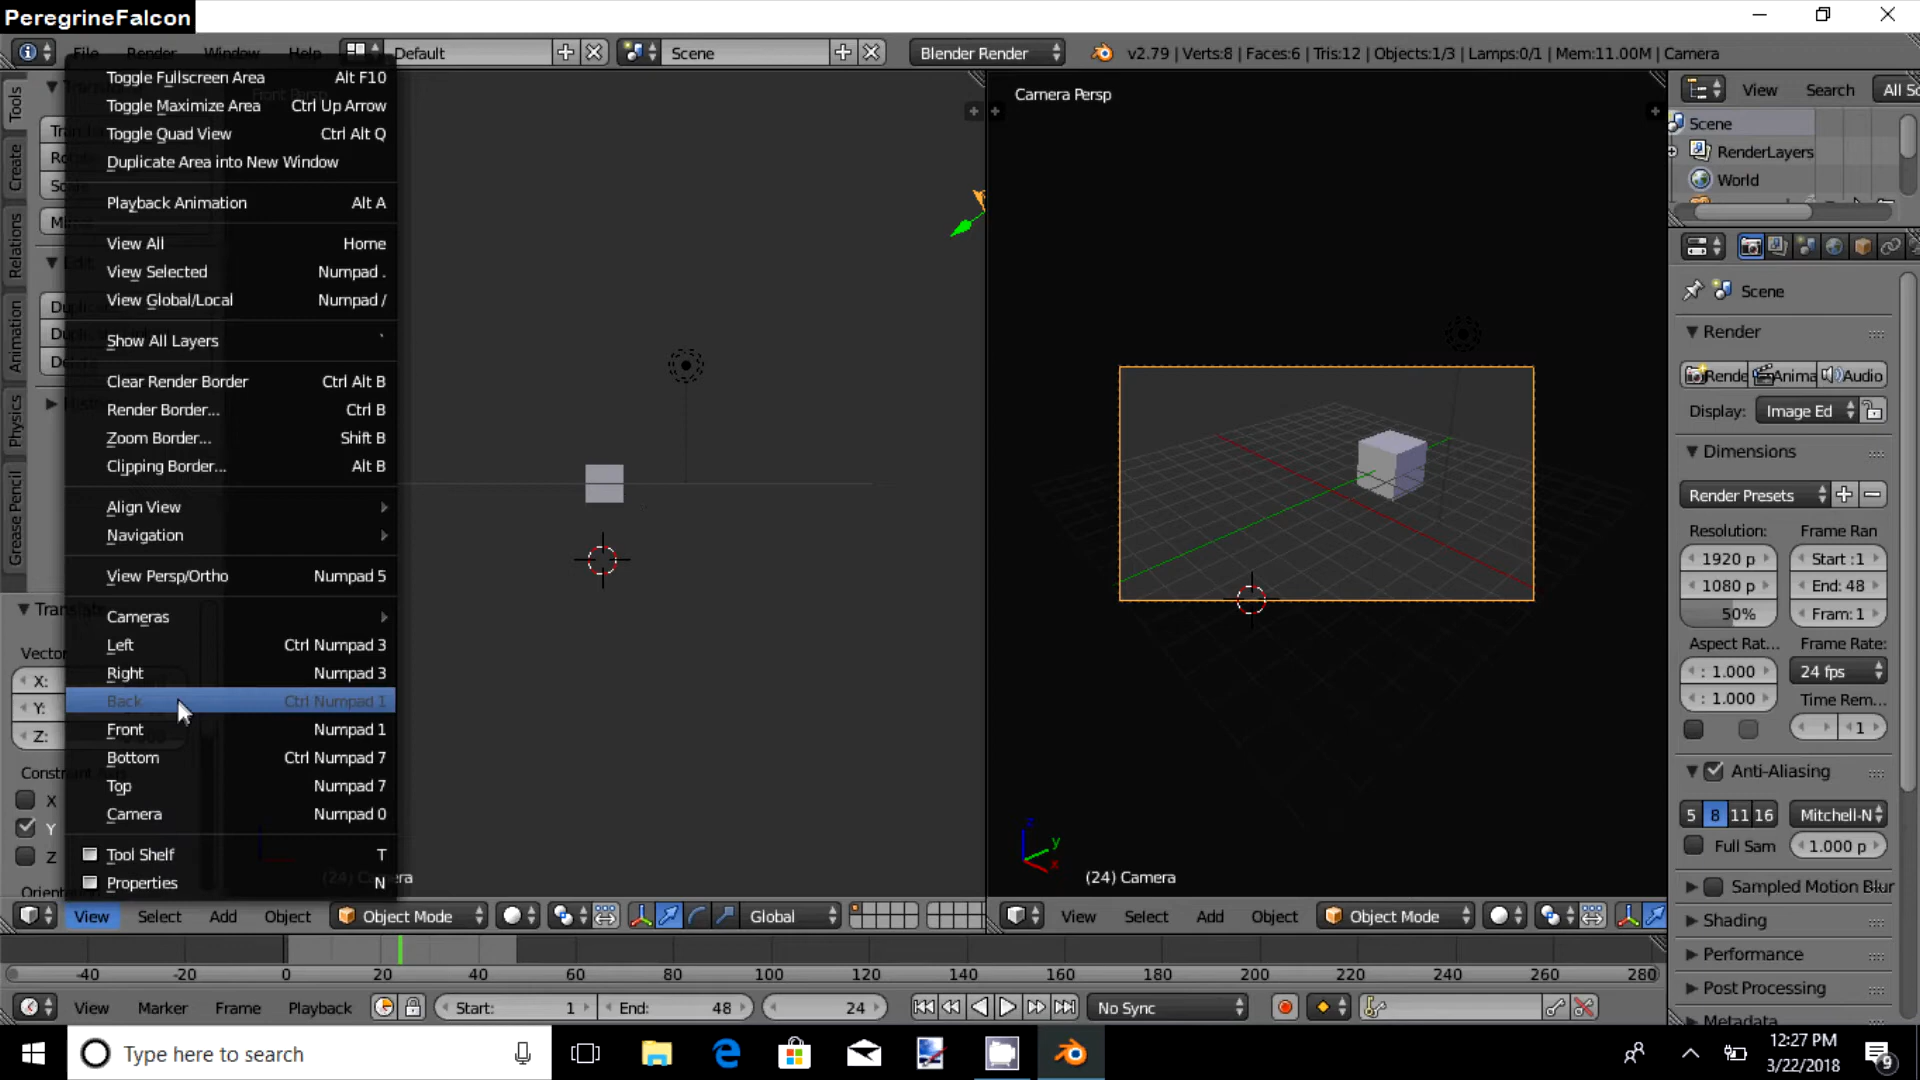 PeregrineFalcon
File Render Window Help Default Scene Blender Render v2.79 | Verts:8 | Faces:6 | Tris:12 | Objects:1/3 | Lamps:0/1 | Mem:11.00M | Camera
Toggle Fullscreen Area Alt F10
Toggle Maximize Area Ctrl Up Arrow
Toggle Quad View Ctrl Alt Q
Duplicate Area into New Window
Playback Animation Alt A
View All Home
View Selected Numpad .
View Global/Local Numpad /
Show All Layers `
Clear Render Border Ctrl Alt B
Render Border... Ctrl B
Zoom Border... Shift B
Clipping Border... Alt B
Align View
Navigation
View Persp/Ortho Numpad 5
Cameras
Left Ctrl Numpad 3
Right Numpad 3
Back Ctrl Numpad 1
Front Numpad 1
Bottom Ctrl Numpad 7
Top Numpad 7
Camera Numpad 0
Tool Shelf T
Properties N
Tools
Create
Relations
Animation
Physics
Grease Pencil
Translate
Vector
X:
Y:
Z:
X
Y
Z
Front Persp
Camera Persp
z
y
x
(24) Camera
(24) Camera
View Search All Sc
Scene
RenderLayers
World
Scene
Render
Rende Anima Audio
Display: Image Ed
Dimensions
Render Presets
Resolution: Frame Ran
1920 p Start :1
1080 p End: 48
50% Fram: 1
Aspect Rat... Frame Rate:
: 1.000 24 fps
: 1.000 Time Rem...
1
Anti-Aliasing
5 8 11 16 Mitchell-N
Full Sam 1.000 p
Sampled Motion Blur
Shading
Performance
Post Processing
Metadata
View Select Add Object Object Mode Global
View Select Add Object Object Mode
-40 -20 0 20 40 60 80 100 120 140 160 180 200 220 240 260 280
View Marker Frame Playback Start: 1 End: 48 24 No Sync
Type here to search
12:27 PM
3/22/2018
9